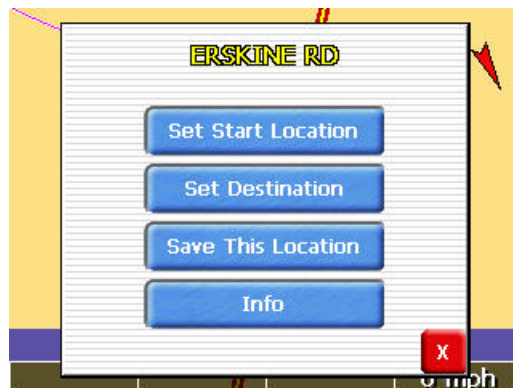 ERSKINE RD
Set Start Location
Set Destination
Save This Location
Info
X
mph